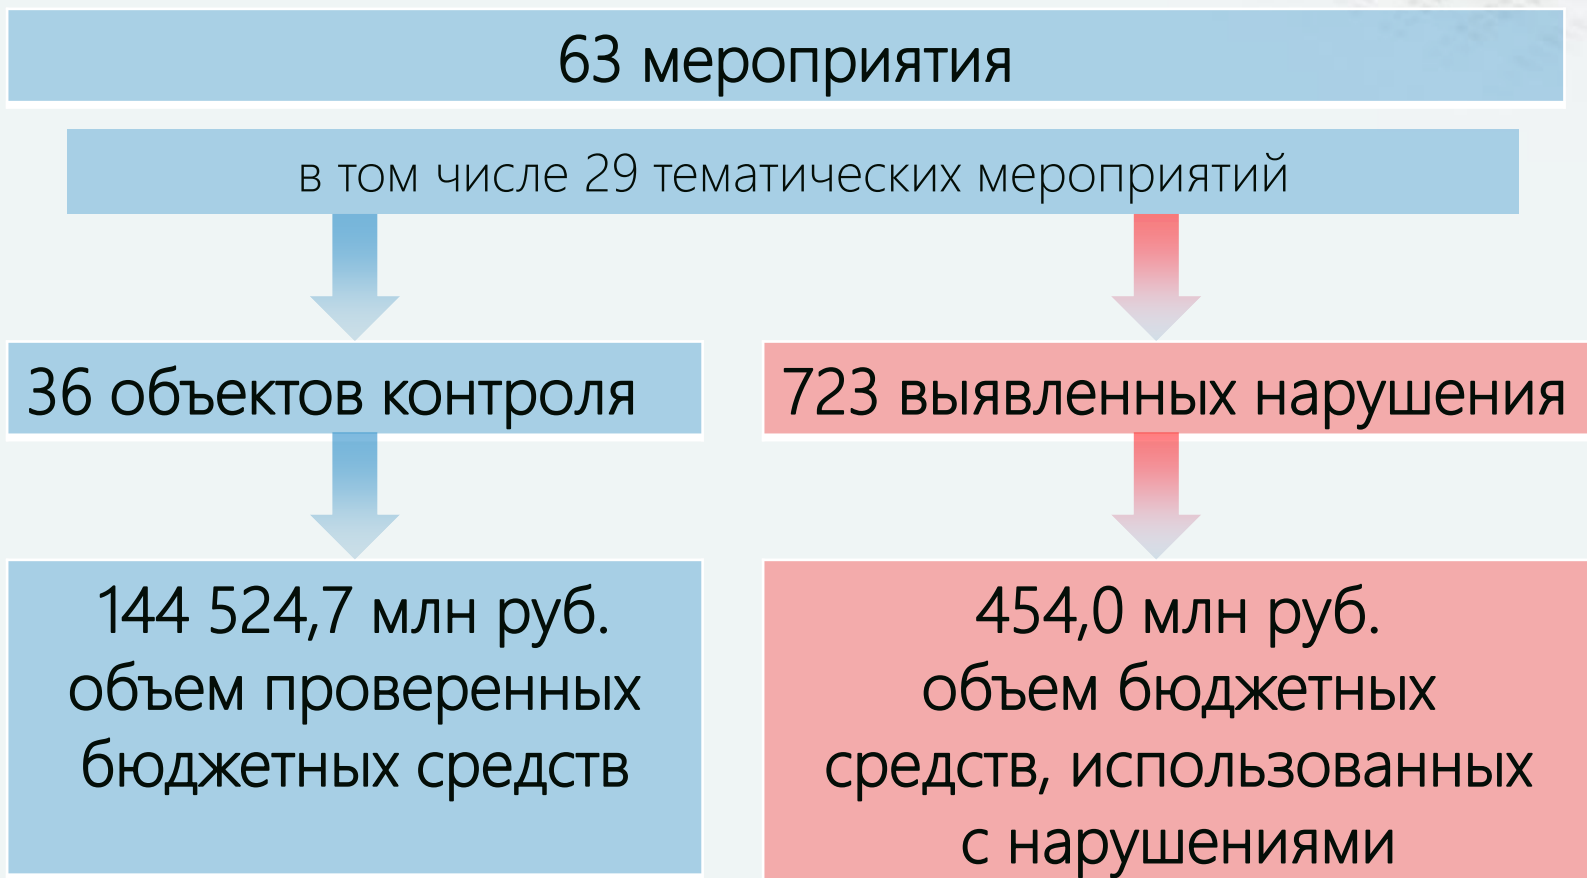 63 мероприятия
в том числе 29 тематических мероприятий
36 объектов контроля
723 выявленных нарушения
144 524,7 млн руб.
объем проверенных
бюджетных средств
454,0 млн руб.
объем бюджетных
средств, использованных
с нарушениями